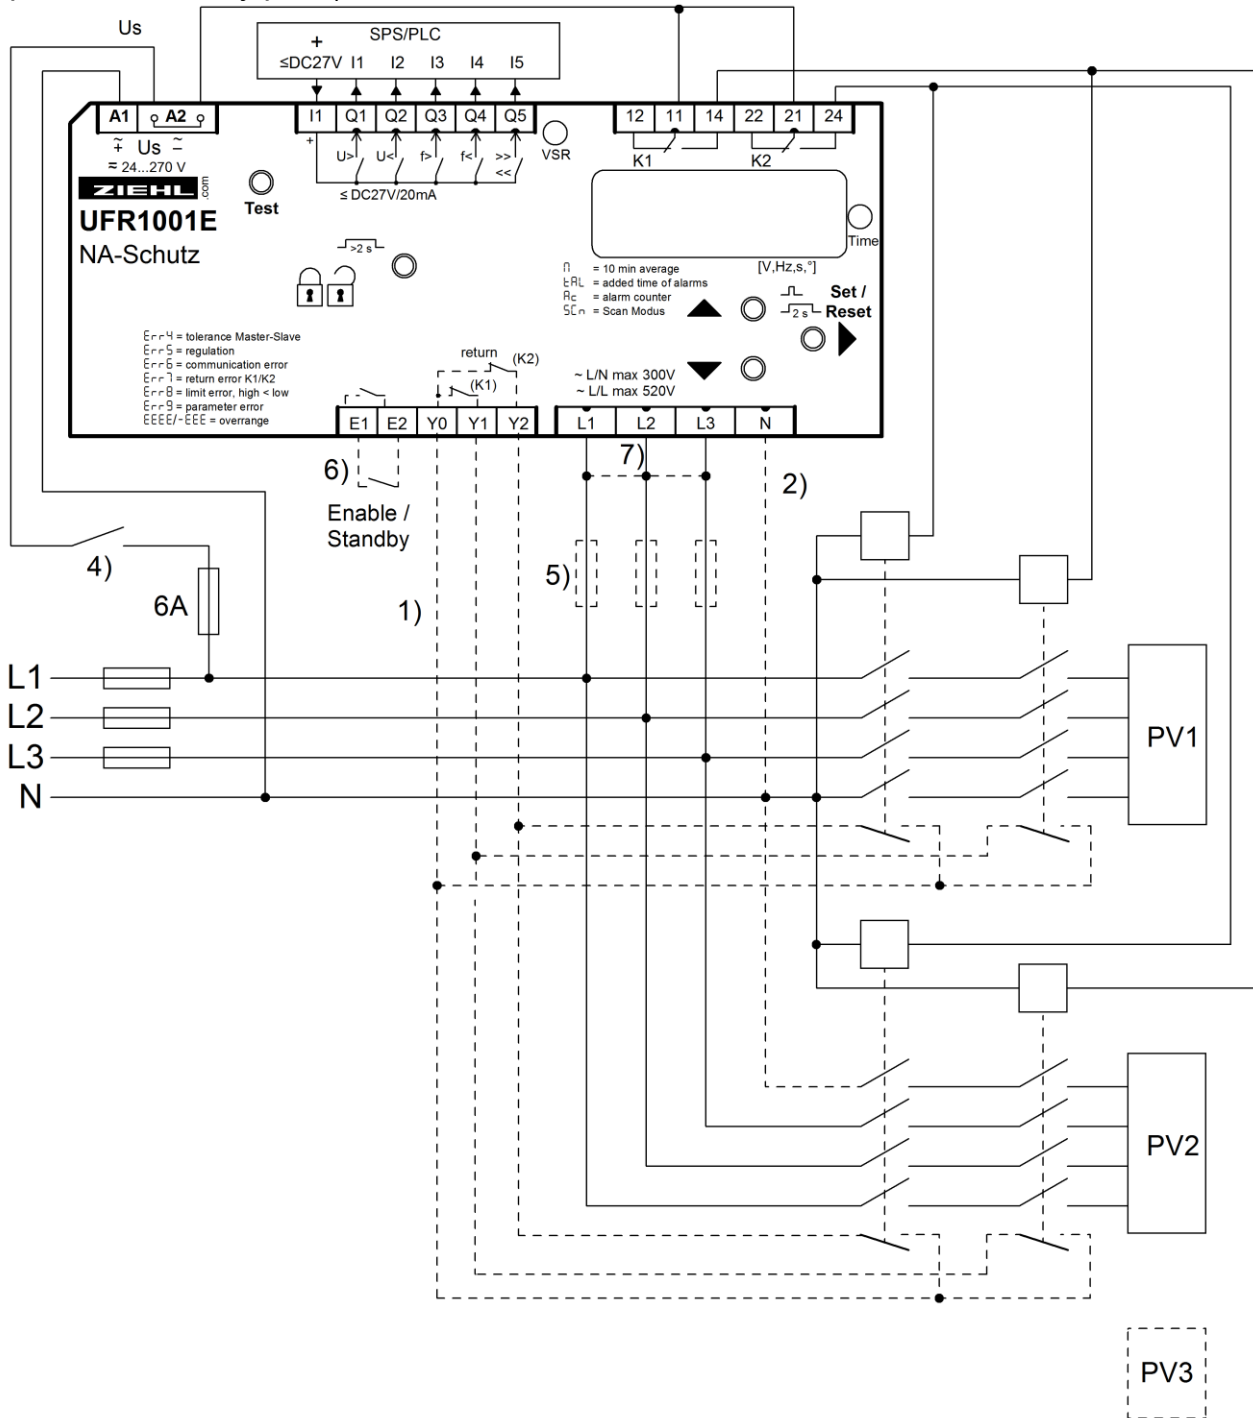 Us
SPS/PLC
+
≤DC27V I1 I2 I3 I4 I5
A1 A2 I1 Q1 Q2 Q3 Q4 Q5 12 11 14 22 21 24
~ + Us ~ −
+ U> U< f> f< >> <<
VSR
K1 K2
≂ 24...270 V
≤ DC27V/20mA
ZIEHL .com
Test
UFR1001E
NA-Schutz
Time
>2 s
[V,Hz,s,°]
n = 10 min average
tAL = added time of alarms
Ac = alarm counter
SCn = Scan Modus
Set /
2 s Reset
Err4 = tolerance Master-Slave
Err5 = regulation
Err6 = communication error
Err7 = return error K1/K2
Err8 = limit error, high < low
Err9 = parameter error
EEEE/-EEE = overrange
return (K2)
(K1)
~ L/N max 300V
~ L/L max 520V
E1 E2 Y0 Y1 Y2 L1 L2 L3 N
6)
7)
2)
Enable /
Standby
4)
5)
6A
1)
L1
L2
L3
N
PV1
PV2
PV3